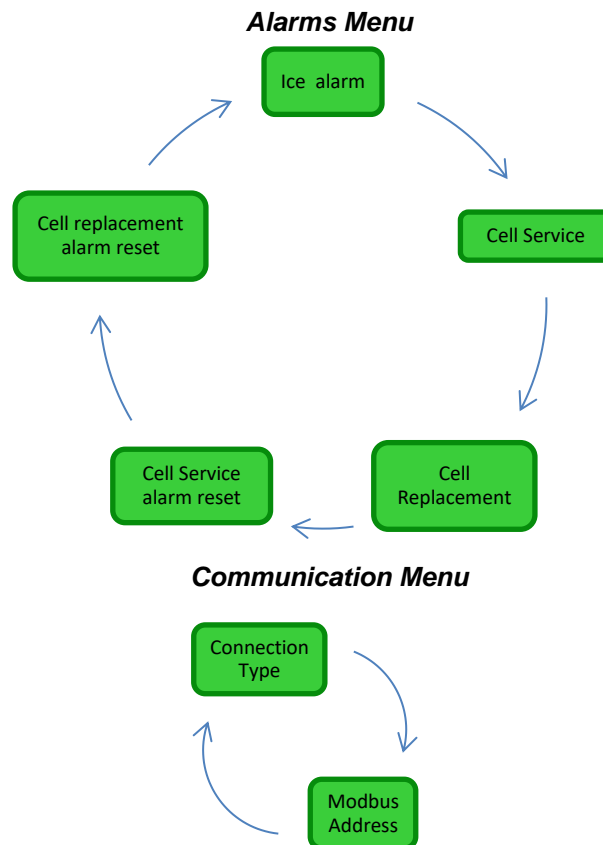 Alarms Menu
Ice alarm
Cell replacement
alarm reset
Cell Service
Cell Service
alarm reset
Cell
Replacement
Communication Menu
Connection
Type
Modbus
Address